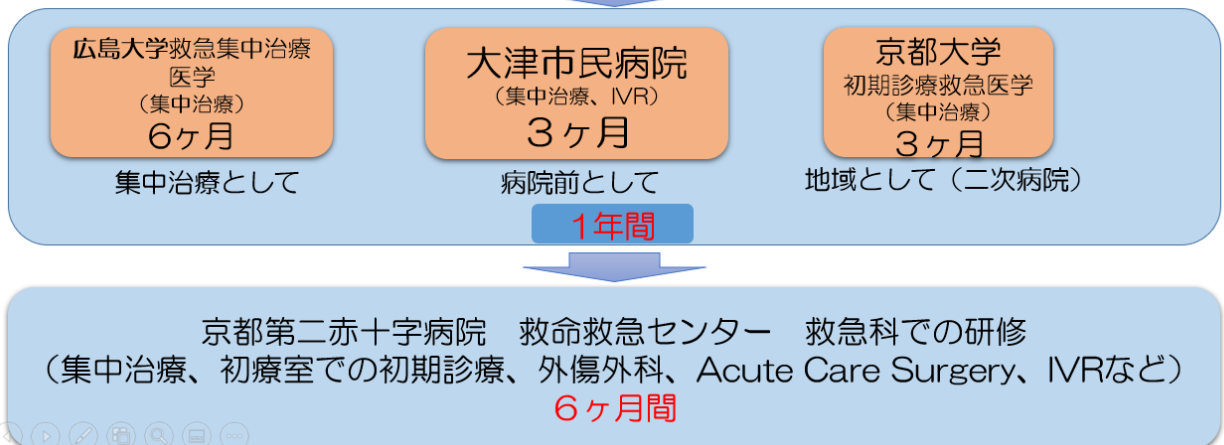 広島大学救急集中治療
医学
（集中治療）
6ヶ月
集中治療として
大津市民病院
（集中治療、IVR）
３ヶ月
病院前として
京都大学
初期診療救急医学
（集中治療）
３ヶ月
地域として（二次病院）
1年間
京都第二赤十字病院　救命救急センター　救急科での研修
（集中治療、初療室での初期診療、外傷外科、Acute Care Surgery、IVRなど）
６ヶ月間